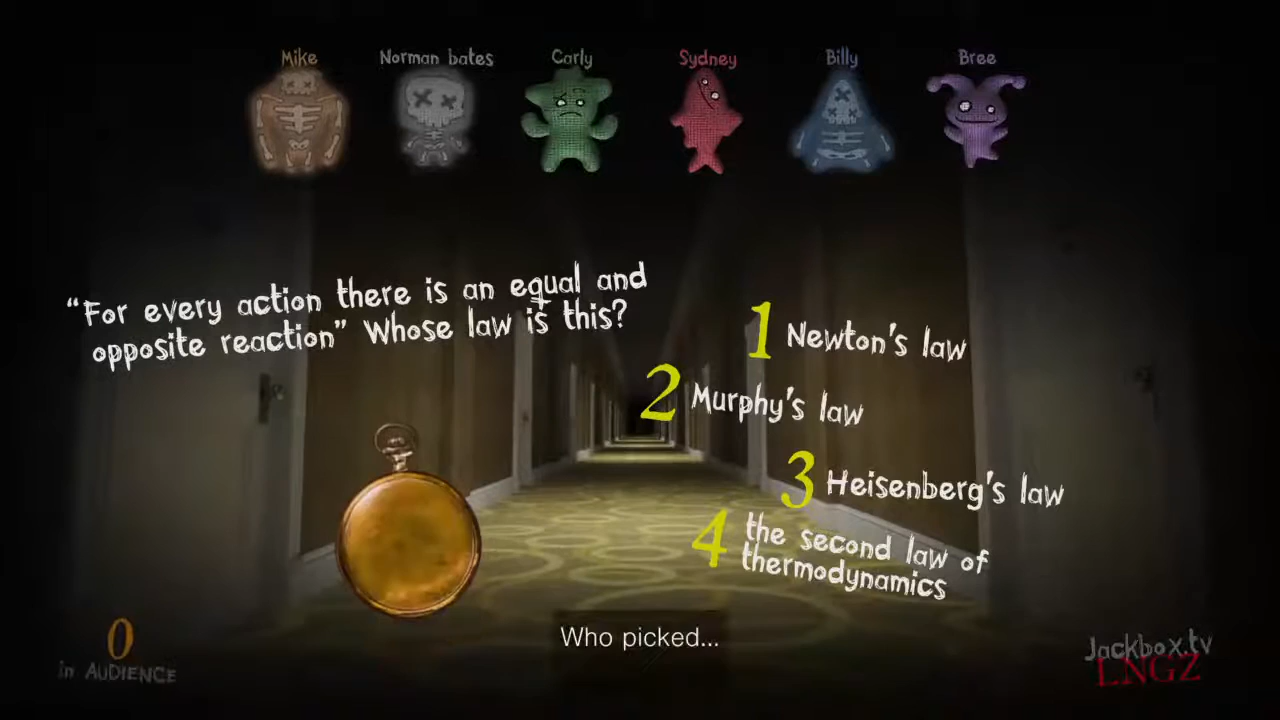 Mike
Norman bates
Carly
Sydney
Billy
Bree
“For every action there is an equal and
opposite reaction” Whose law is this?
1 Newton's law
2 Murphy's law
3 Heisenberg's law
4 the second law of
thermodynamics
Who picked...
0
in AUDIENCE
Jackbox.tv
LNGZ